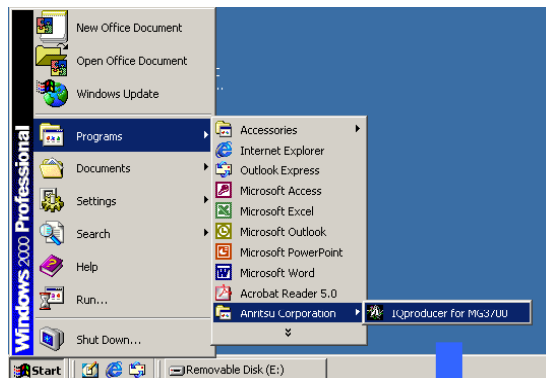 New Office Document
Open Office Document
Windows Update
Programs
Documents
Settings
Search
Help
Run...
Shut Down...
Windows 2000 Professional
Accessories
Internet Explorer
Outlook Express
Microsoft Access
Microsoft Excel
Microsoft Outlook
Microsoft PowerPoint
Microsoft Word
Acrobat Reader 5.0
Anritsu Corporation
IQproducer for MG3700
Start
Removable Disk (E:)